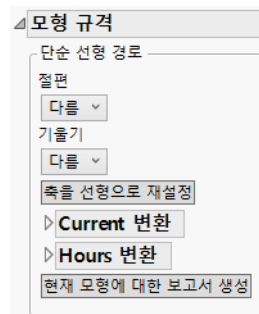 모형 규격
단순 선형 경로
절편
다름
기울기
다름
축을 선형으로 재설정
Current 변환
Hours 변환
현재 모형에 대한 보고서 생성